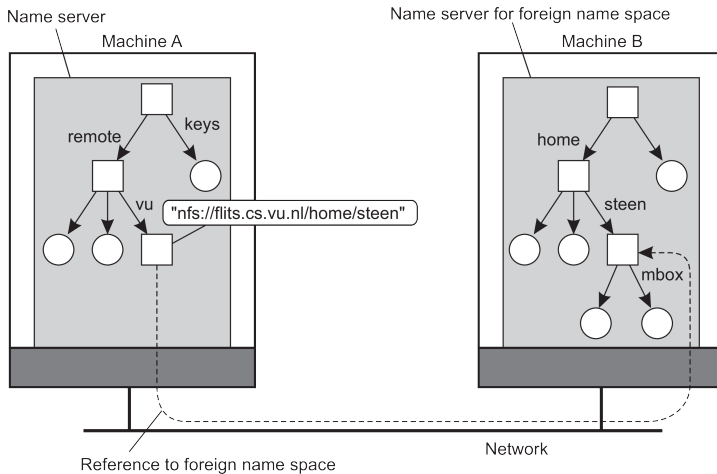 Name server
Name server for foreign name space
Machine A
Machine B
keys
remote
home
vu
"nfs://flits.cs.vu.nl/home/steen"
steen
mbox
Network
Reference to foreign name space